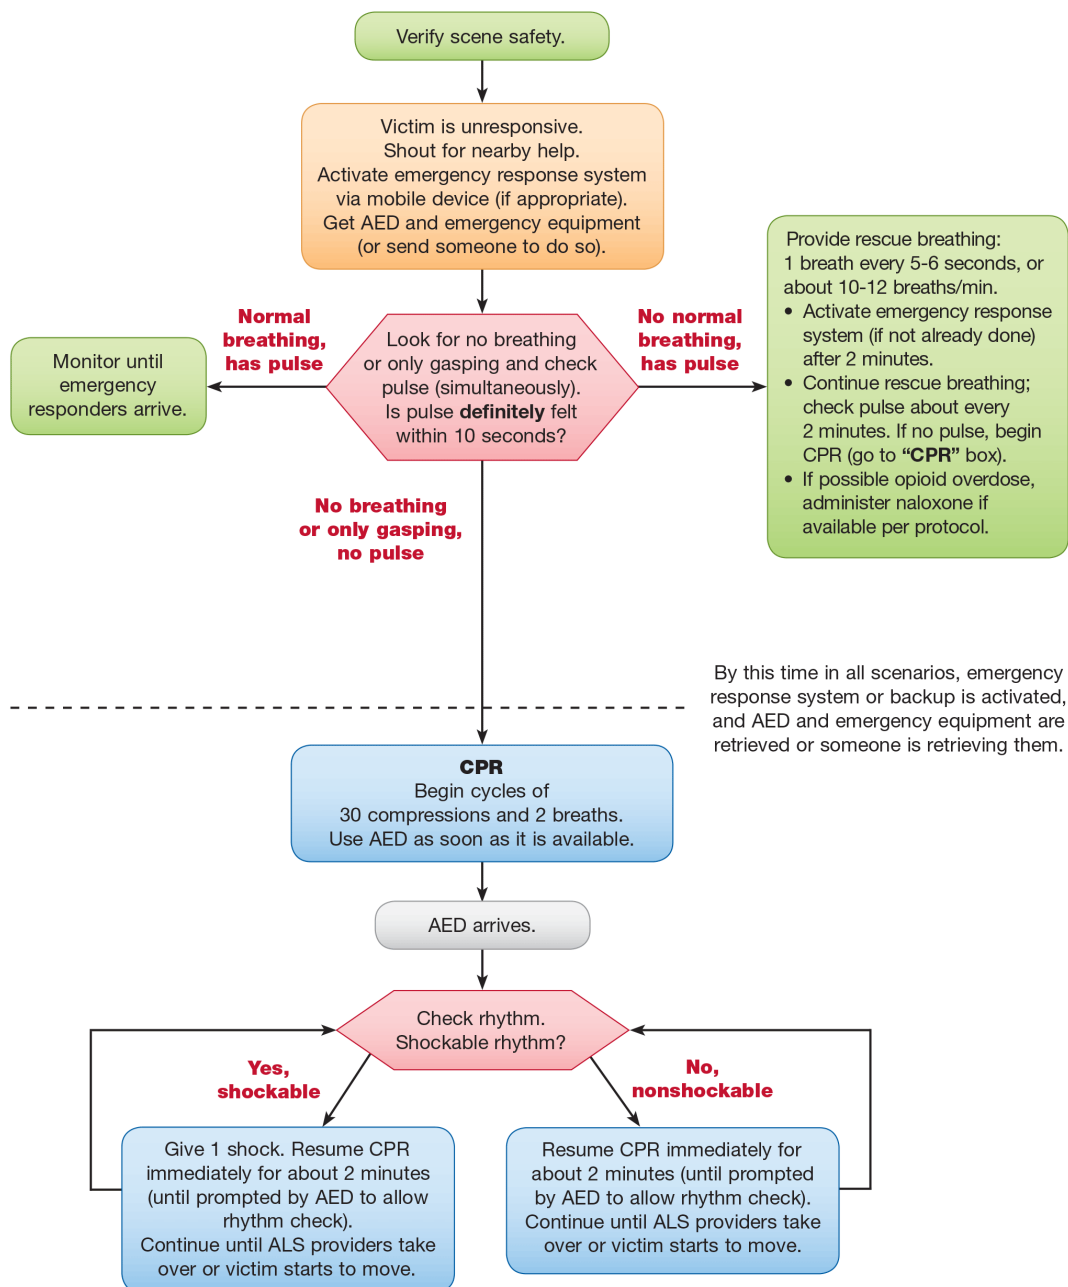 Verify scene safety.
Victim is unresponsive.
Shout for nearby help.
Activate emergency response system
via mobile device (if appropriate).
Get AED and emergency equipment
(or send someone to do so).
Normal
breathing,
has pulse
Monitor until
emergency
responders arrive.
Look for no breathing
or only gasping and check
pulse (simultaneously).
Is pulse definitely felt
within 10 seconds?
No normal
breathing,
has pulse
Provide rescue breathing:
1 breath every 5-6 seconds, or
about 10-12 breaths/min.
• Activate emergency response
system (if not already done)
after 2 minutes.
• Continue rescue breathing;
check pulse about every
2 minutes. If no pulse, begin
CPR (go to “CPR” box).
• If possible opioid overdose,
administer naloxone if
available per protocol.
No breathing
or only gasping,
no pulse
By this time in all scenarios, emergency
response system or backup is activated,
and AED and emergency equipment are
retrieved or someone is retrieving them.
CPR
Begin cycles of
30 compressions and 2 breaths.
Use AED as soon as it is available.
AED arrives.
Check rhythm.
Shockable rhythm?
Yes,
shockable
No,
nonshockable
Give 1 shock. Resume CPR
immediately for about 2 minutes
(until prompted by AED to allow
rhythm check).
Continue until ALS providers take
over or victim starts to move.
Resume CPR immediately for
about 2 minutes (until prompted
by AED to allow rhythm check).
Continue until ALS providers take
over or victim starts to move.